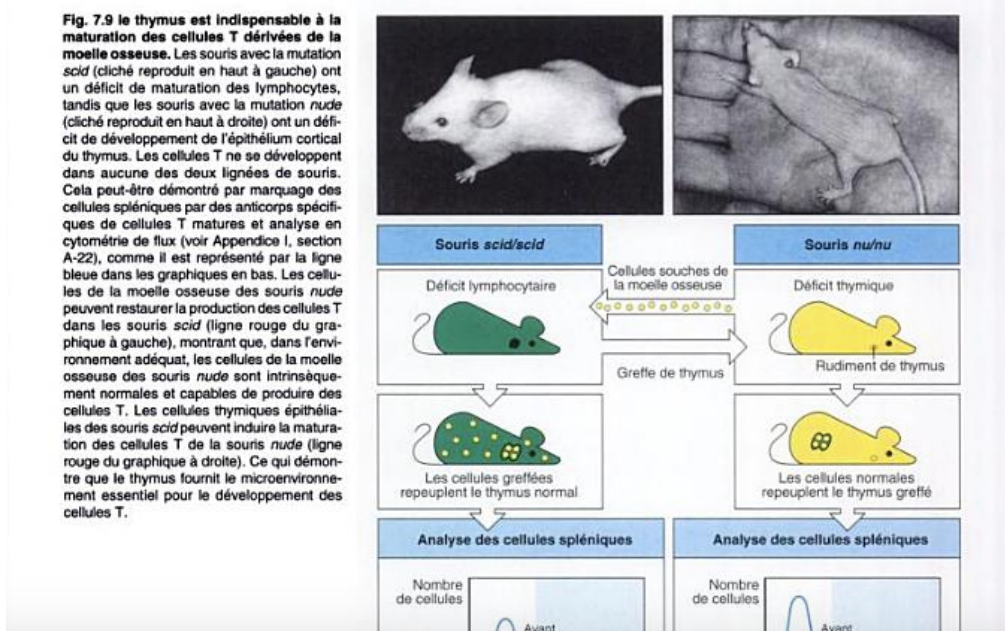 Fig. 7.9 le thymus est indispensable à la
maturation des cellules T dérivées de la
moelle osseuse. Les souris avec la mutation
scid (cliché reproduit en haut à gauche) ont
un déficit de maturation des lymphocytes,
tandis que les souris avec la mutation nude
(cliché reproduit en haut à droite) ont un défi-
cit de développement de l'épithélium cortical
du thymus. Les cellules T ne se développent
dans aucune des deux lignées de souris.
Cela peut-être démontré par marquage des
cellules spléniques par des anticorps spécifi-
ques de cellules T matures et analyse en
cytométrie de flux (voir Appendice I, section
A-22), comme il est représenté par la ligne
bleue dans les graphiques en bas. Les cellu-
les de la moelle osseuse des souris nude
peuvent restaurer la production des cellules T
dans les souris scid (ligne rouge du gra-
phique à gauche), montrant que, dans l'envi-
ronnement adéquat, les cellules de la moelle
osseuse des souris nude sont intrinsèque-
ment normales et capables de produire des
cellules T. Les cellules thymiques épithélia-
les des souris scid peuvent induire la matura-
tion des cellules T de la souris nude (ligne
rouge du graphique à droite). Ce qui démon-
tre que le thymus fournit le microenvironne-
ment essentiel pour le développement des
cellules T.
Souris scid/scid
Souris nu/nu
Déficit lymphocytaire
Cellules souches de
la moelle osseuse
Déficit thymique
Greffe de thymus
Rudiment de thymus
Les cellules greffées
repeuplent le thymus normal
Les cellules normales
repeuplent le thymus greffé
Analyse des cellules spléniques
Analyse des cellules spléniques
Nombre
de cellules
Avant
Nombre
de cellules
Avant